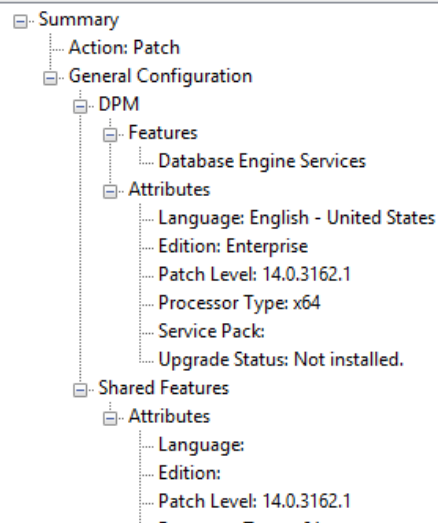 Summary
Action: Patch
General Configuration
DPM
Features
Database Engine Services
Attributes
Language: English - United States
Edition: Enterprise
Patch Level: 14.0.3162.1
Processor Type: x64
Service Pack:
Upgrade Status: Not installed.
Shared Features
Attributes
Language:
Edition:
Patch Level: 14.0.3162.1